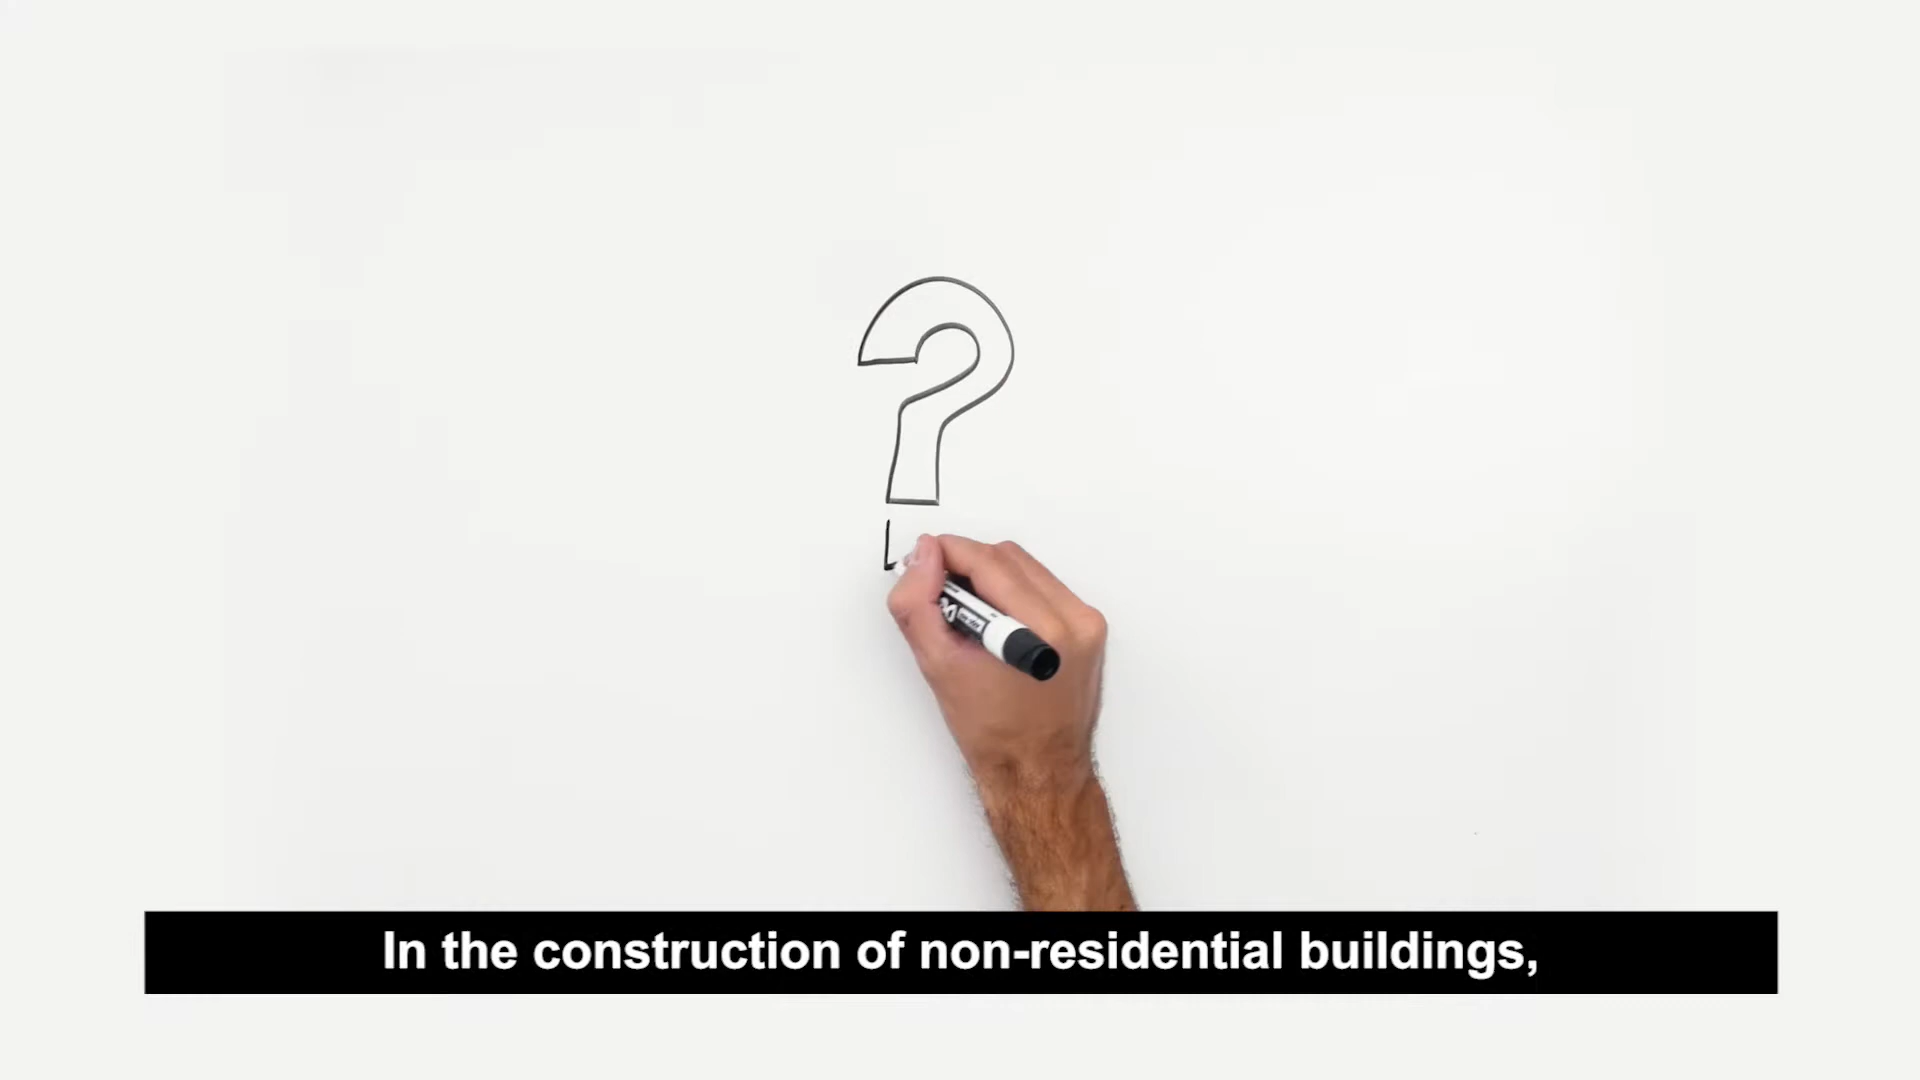 ?
In the construction of non-residential buildings,